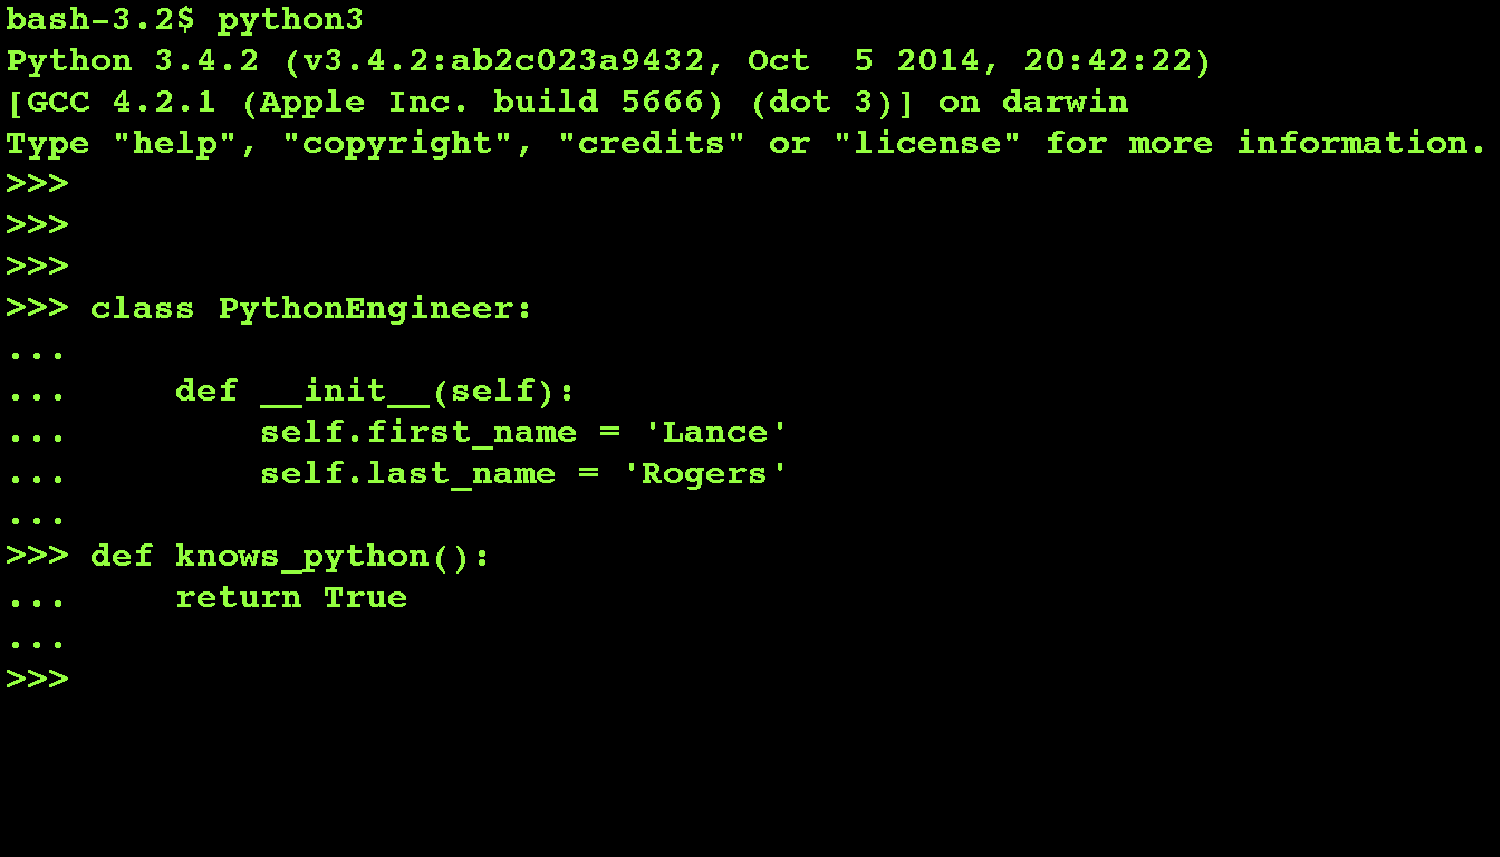 bash-3.2$ python3
Python 3.4.2 (v3.4.2:ab2c023a9432, Oct  5 2014, 20:42:22)
[GCC 4.2.1 (Apple Inc. build 5666) (dot 3)] on darwin
Type "help", "copyright", "credits" or "license" for more information.
>>>
>>>
>>>
>>> class PythonEngineer:
...
...     def __init__(self):
...         self.first_name = 'Lance'
...         self.last_name = 'Rogers'
...
>>> def knows_python():
...     return True
...
>>>